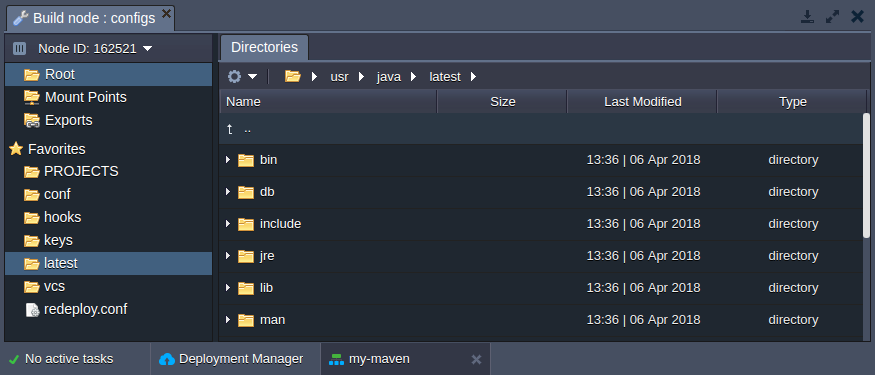 Build node : configs
Node ID: 162521
Directories
Root
Mount Points
Exports
Favorites
PROJECTS
conf
hooks
keys
latest
vcs
redeploy.conf
usr java latest
Name Size Last Modified Type
..
bin 13:36 | 06 Apr 2018 directory
db 13:36 | 06 Apr 2018 directory
include 13:36 | 06 Apr 2018 directory
jre 13:36 | 06 Apr 2018 directory
lib 13:36 | 06 Apr 2018 directory
man 13:36 | 06 Apr 2018 directory
No active tasks Deployment Manager my-maven